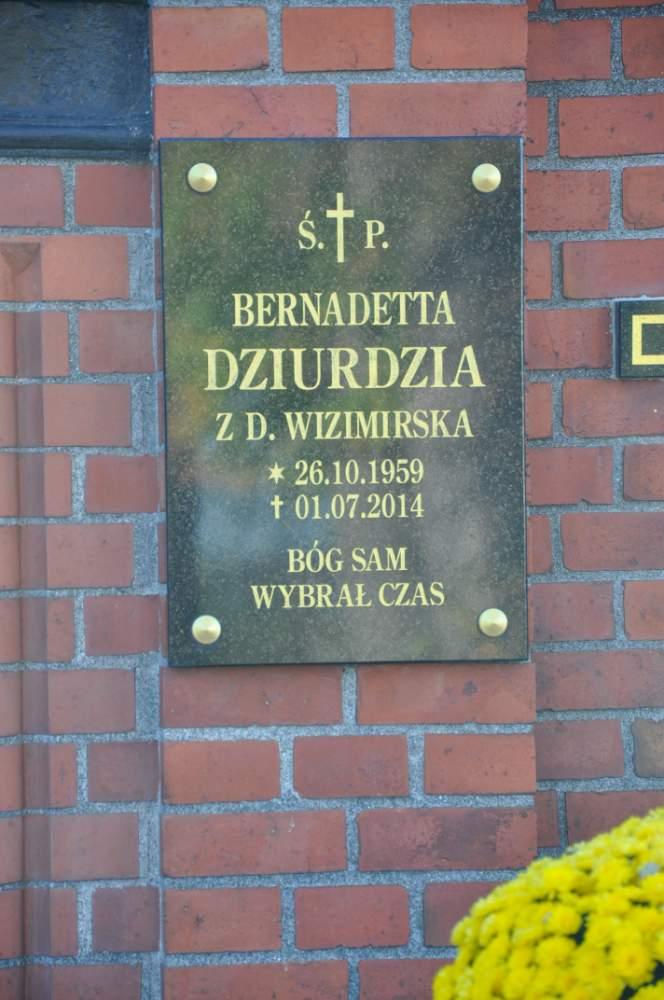 Ś. P.
BERNADETTA
DZIURDZIA
Z D. WIZIMIRSKA
✶ 26.10.1959
✝ 01.07.2014
BÓG SAM
WYBRAŁ CZAS